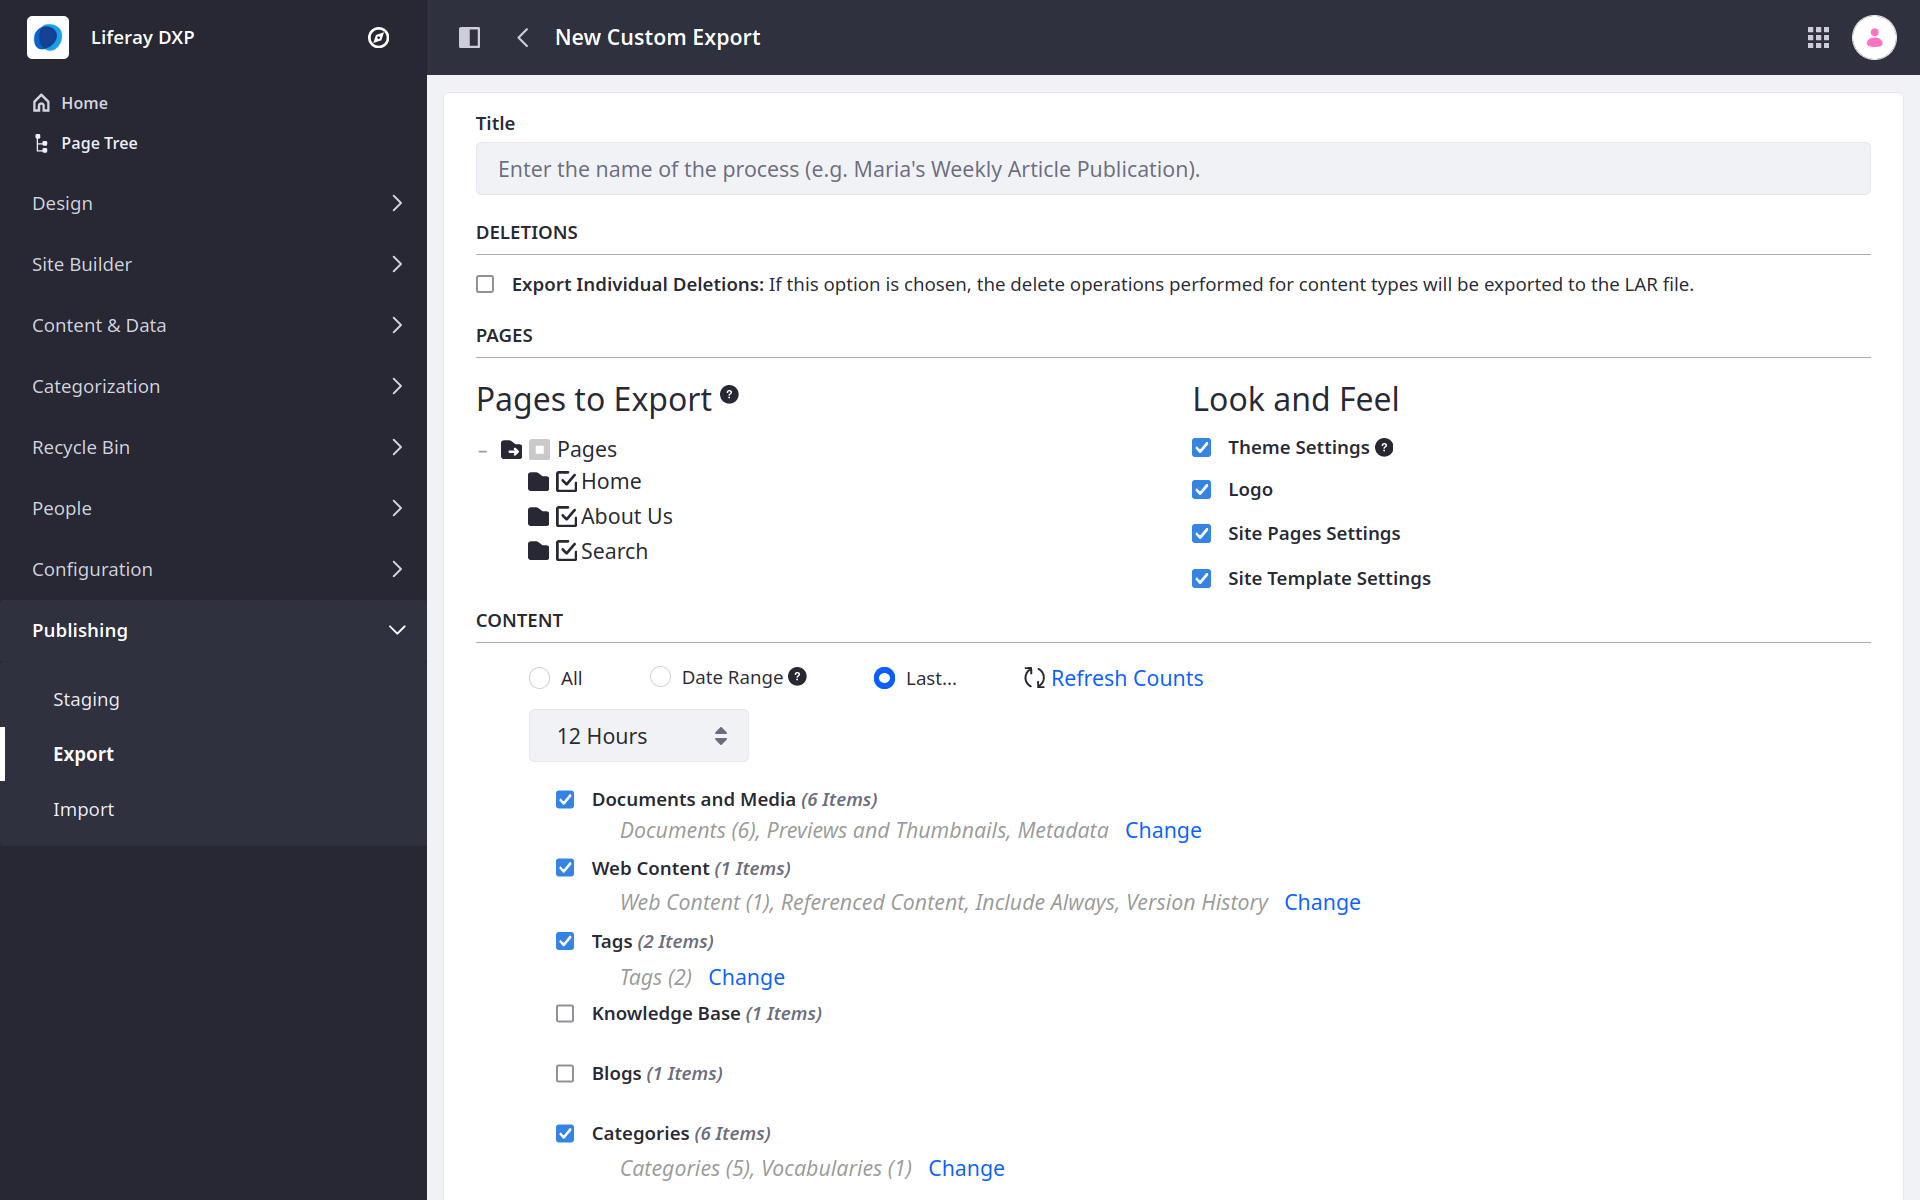 Liferay DXP
New Custom Export
Home
Page Tree
Design
Site Builder
Content & Data
Categorization
Recycle Bin
People
Configuration
Publishing
Staging
Export
Import
Title
Enter the name of the process (e.g. Maria's Weekly Article Publication).
DELETIONS
Export Individual Deletions: If this option is chosen, the delete operations performed for content types will be exported to the LAR file.
PAGES
Pages to Export ?
Pages
Home
About Us
Search
Look and Feel
Theme Settings ?
Logo
Site Pages Settings
Site Template Settings
CONTENT
All Date Range ? Last... Refresh Counts
12 Hours
Documents and Media (6 Items)
Documents (6), Previews and Thumbnails, Metadata Change
Web Content (1 Items)
Web Content (1), Referenced Content, Include Always, Version History Change
Tags (2 Items)
Tags (2) Change
Knowledge Base (1 Items)
Blogs (1 Items)
Categories (6 Items)
Categories (5), Vocabularies (1) Change